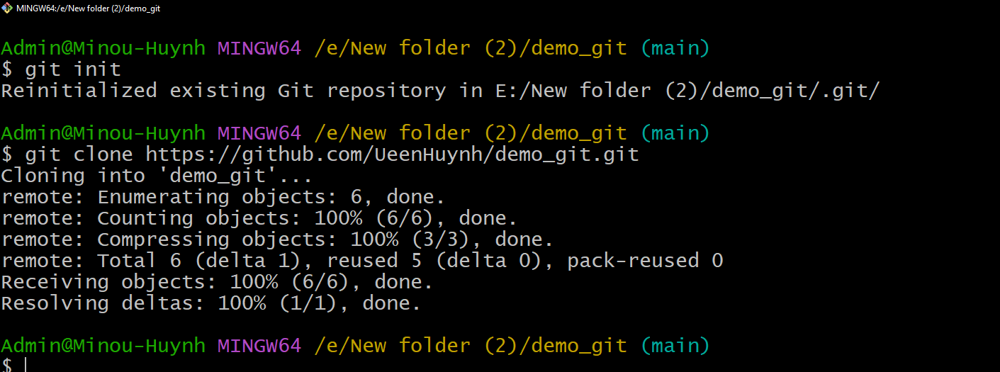 MINGW64:/e/New folder (2)/demo_git
Admin@Minou-Huynh MINGW64 /e/New folder (2)/demo_git (main)
$ git init
Reinitialized existing Git repository in E:/New folder (2)/demo_git/.git/
Admin@Minou-Huynh MINGW64 /e/New folder (2)/demo_git (main)
$ git clone https://github.com/UeenHuynh/demo_git.git
Cloning into 'demo_git'...
remote: Enumerating objects: 6, done.
remote: Counting objects: 100% (6/6), done.
remote: Compressing objects: 100% (3/3), done.
remote: Total 6 (delta 1), reused 5 (delta 0), pack-reused 0
Receiving objects: 100% (6/6), done.
Resolving deltas: 100% (1/1), done.
Admin@Minou-Huynh MINGW64 /e/New folder (2)/demo_git (main)
$